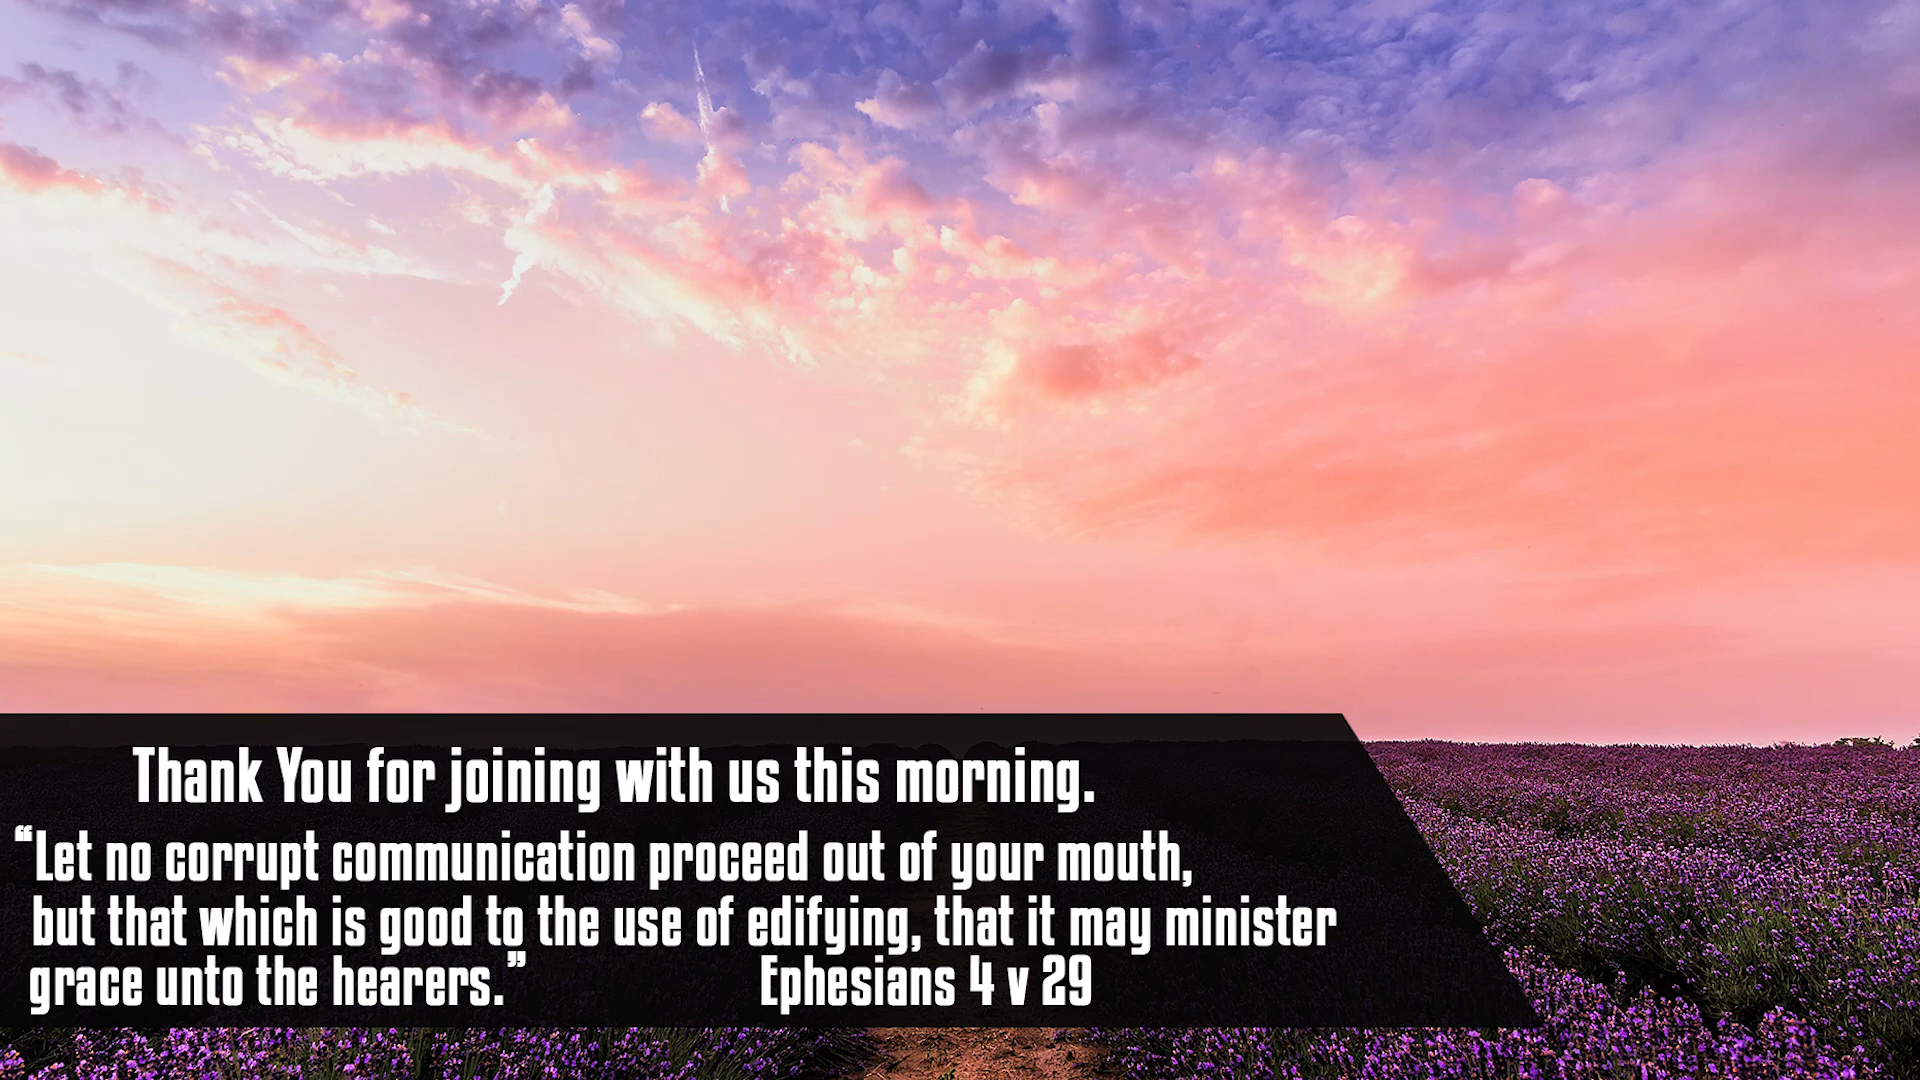 Thank You for joining with us this morning.
“Let no corrupt communication proceed out of your mouth,
but that which is good to the use of edifying, that it may minister
grace unto the hearers.” Ephesians 4 v 29